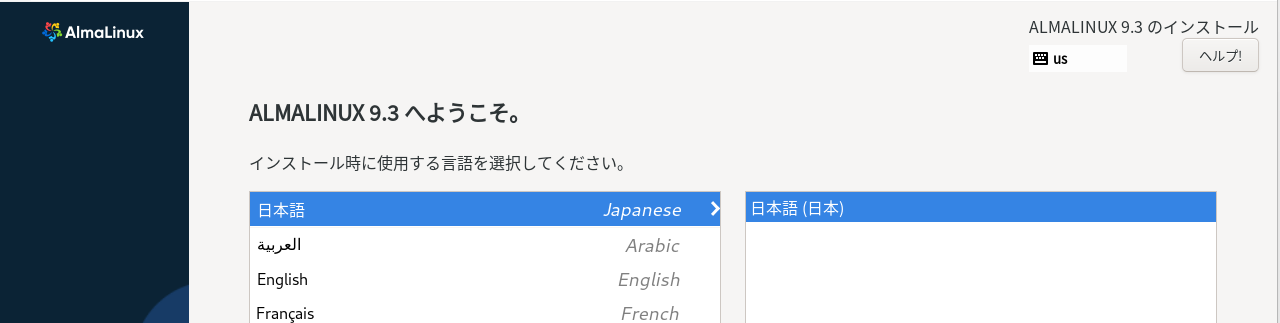 AlmaLinux
ALMALINUX 9.3 のインストール
us
ヘルプ!
ALMALINUX 9.3 へようこそ。
インストール時に使用する言語を選択してください。
日本語 Japanese
العربية Arabic
English English
Français French
日本語 (日本)